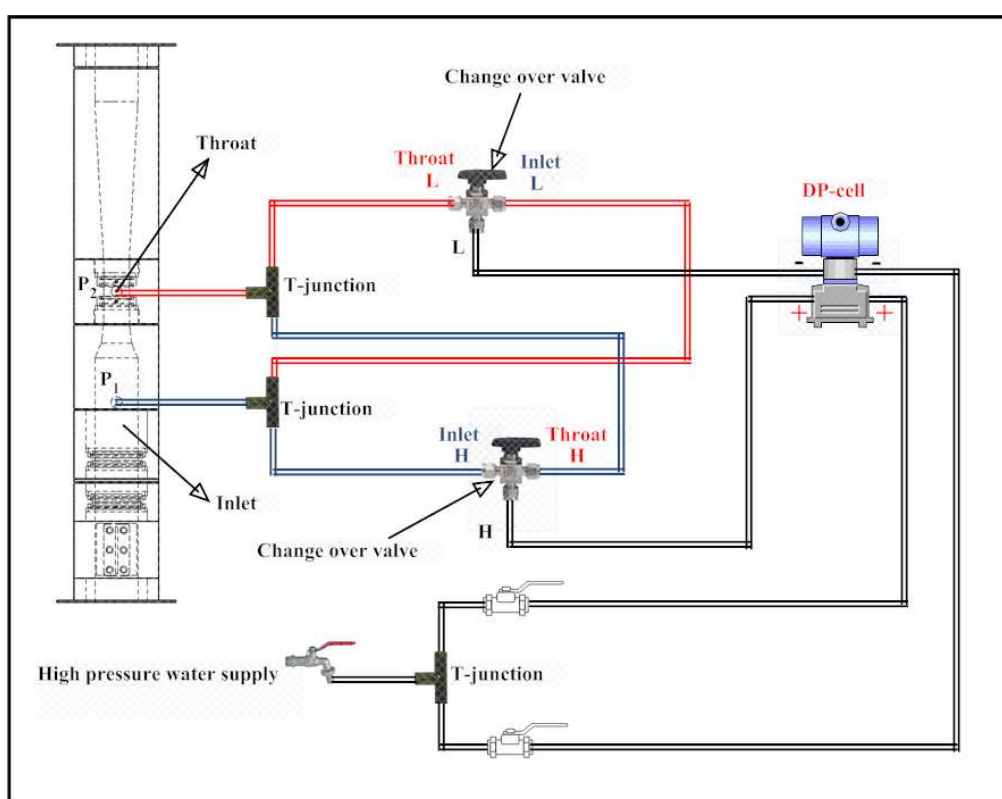 Change over valve
Throat
Throat
L
Inlet
L
DP-cell
- -
L
P2
T-junction
+ +
P1
T-junction
Inlet
H
Throat
H
Inlet
H
Change over valve
High pressure water supply
T-junction